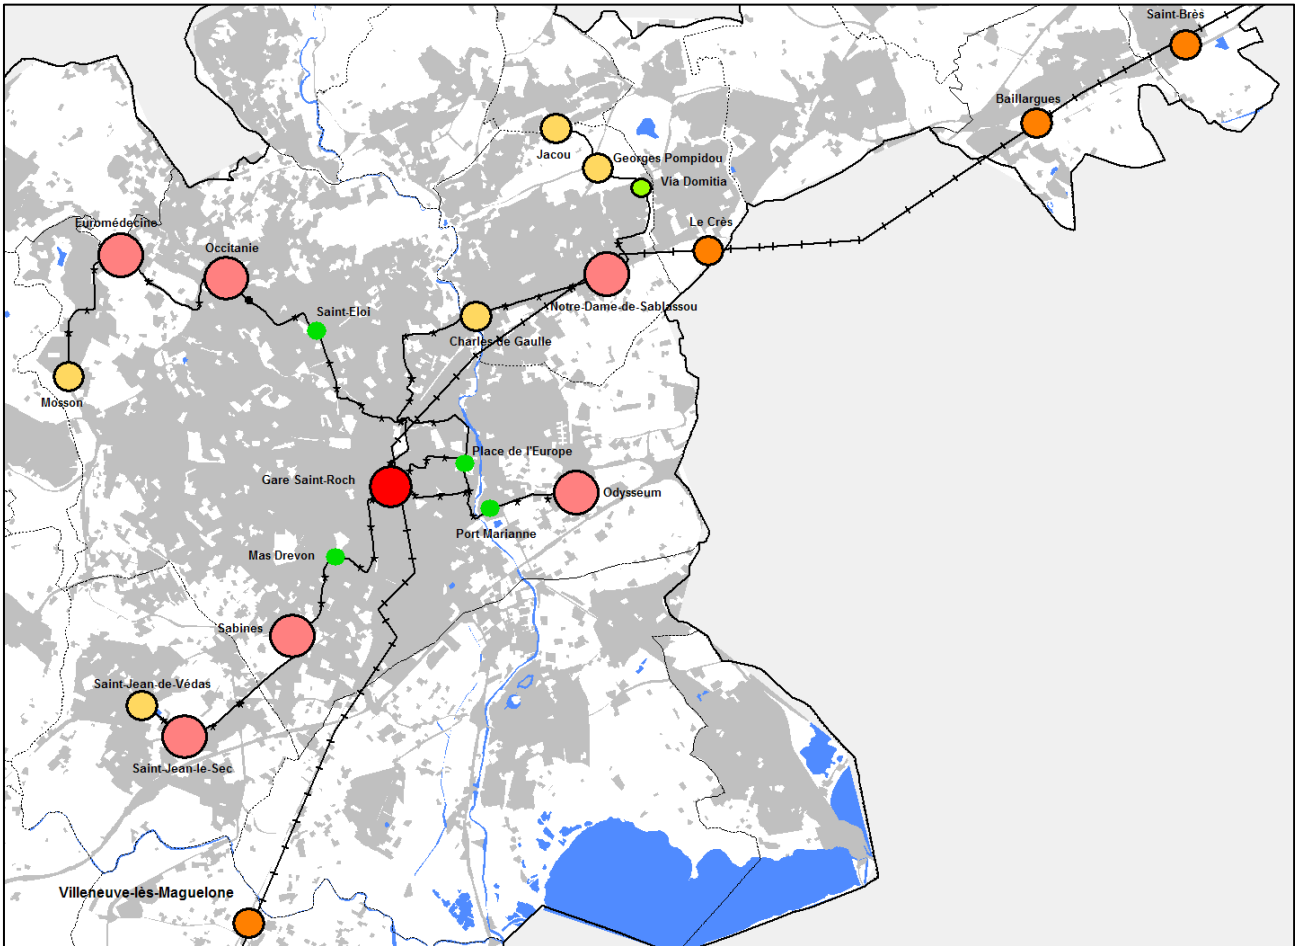 Saint-Brès
Baillargues
Jacou
Georges Pompidou
Via Domitia
Le Crès
Euromédecine
Occitanie
Notre-Dame-de-Sablassou
Saint-Eloi
Charles de Gaulle
Mosson
Place de l'Europe
Gare Saint-Roch
Odysseum
Port Marianne
Mas Drevon
Sabines
Saint-Jean-de-Védas
Saint-Jean-le-Sec
Villeneuve-lès-Maguelone